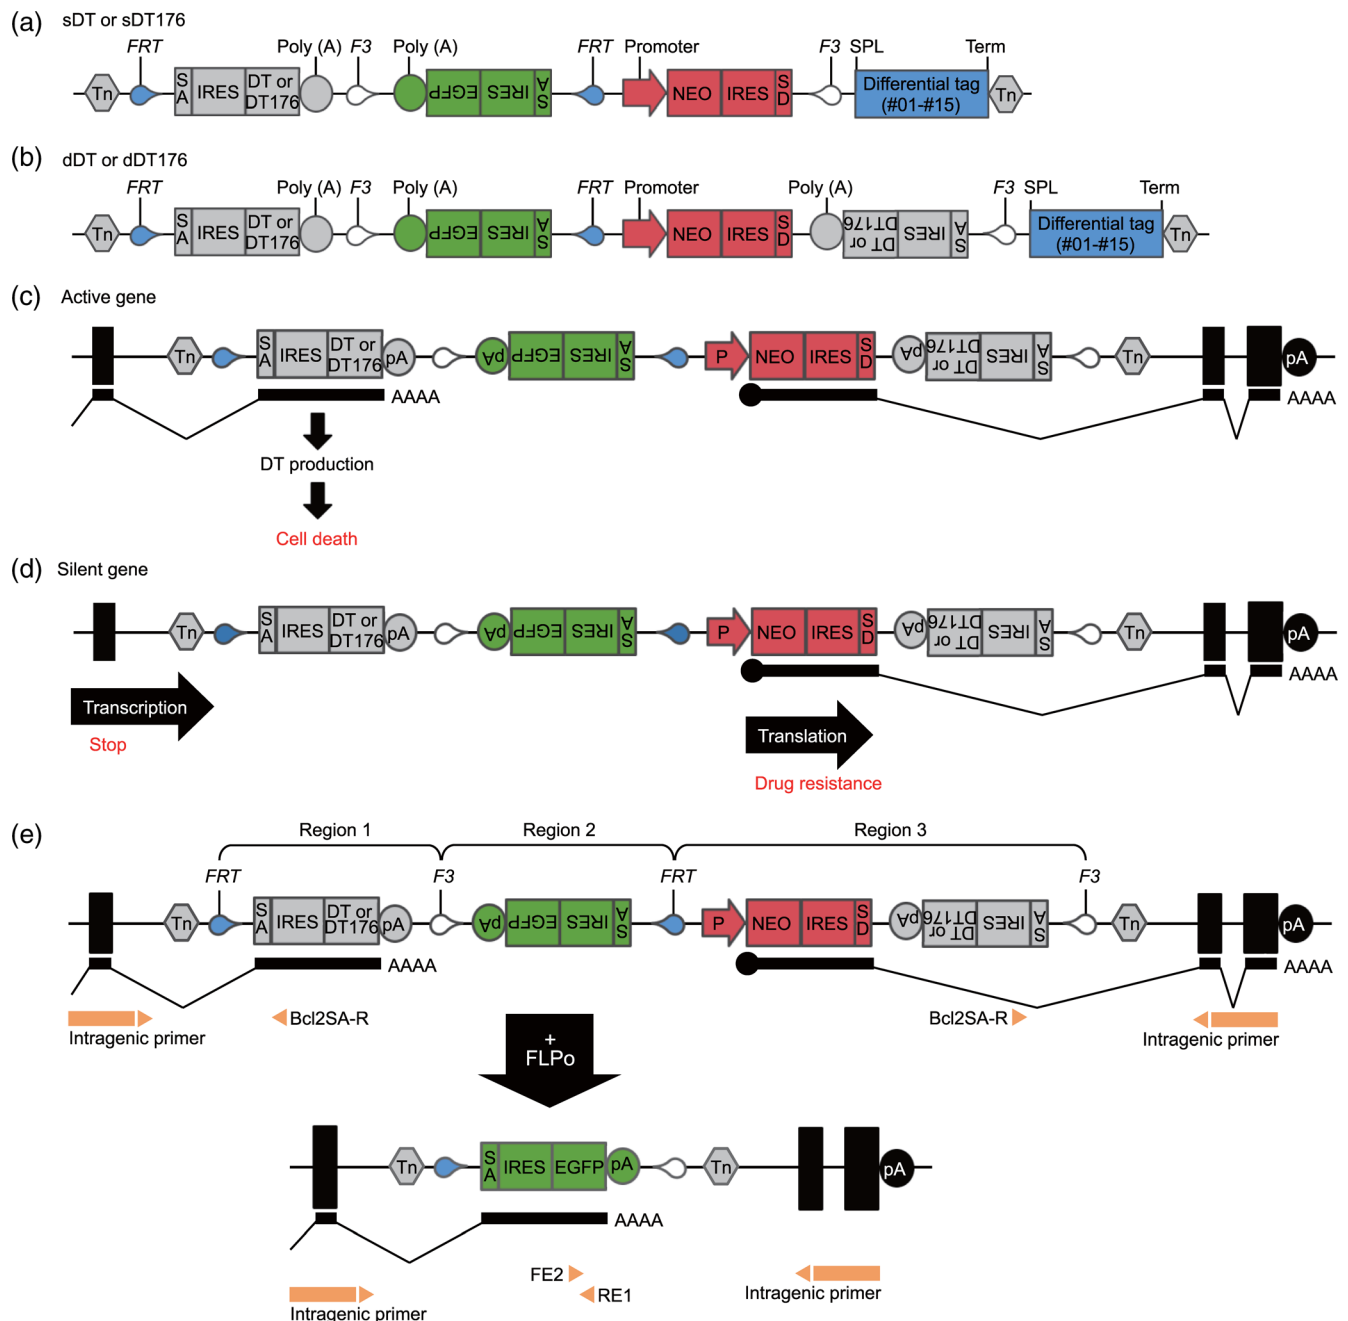 (a) sDT or sDT176
FRT Poly (A) F3 Poly (A) FRT Promoter F3 SPL Term
Tn SA IRES DT or DT176 EGFP IRES SA NEO IRES SD Differential tag (#01-#15) Tn
(b) dDT or dDT176
FRT Poly (A) F3 Poly (A) FRT Promoter Poly (A) F3 SPL Term
Tn SA IRES DT or DT176 EGFP IRES SA NEO IRES SD DT or DT176 IRES SA Differential tag (#01-#15) Tn
(c) Active gene
Tn SA IRES DT or DT176 pA pA EGFP IRES SA P NEO IRES SD pA DT or DT176 IRES SA Tn pA
AAAA AAAA
DT production
Cell death
(d) Silent gene
Tn SA IRES DT or DT176 pA pA EGFP IRES SA P NEO IRES SD pA DT or DT176 IRES SA Tn pA
AAAA
Transcription
Stop
Translation
Drug resistance
(e) Region 1 Region 2 Region 3
FRT F3 FRT F3
Tn SA IRES DT or DT176 pA pA EGFP IRES SA P NEO IRES SD pA DT or DT176 IRES SA Tn pA
AAAA AAAA
Intragenic primer Bcl2SA-R Bcl2SA-R Intragenic primer
+
FLPo
Tn SA IRES EGFP pA Tn pA
AAAA
FE2
RE1
Intragenic primer Intragenic primer